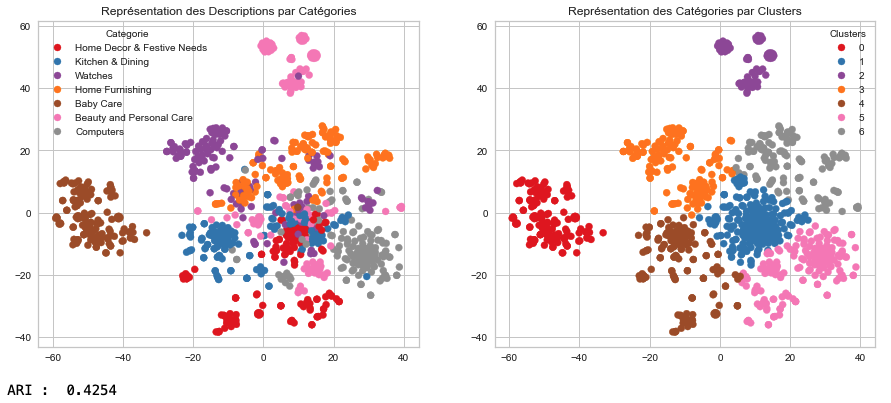 Représentation des Descriptions par Catégories
Categorie
Home Decor & Festive Needs
Kitchen & Dining
Watches
Home Furnishing
Baby Care
Beauty and Personal Care
Computers
60
40
20
0
−20
−40
−60
−40
−20
0
20
40
Représentation des Catégories par Clusters
Clusters
0
1
2
3
4
5
6
60
40
20
0
−20
−40
−60
−40
−20
0
20
40
ARI : 0.4254